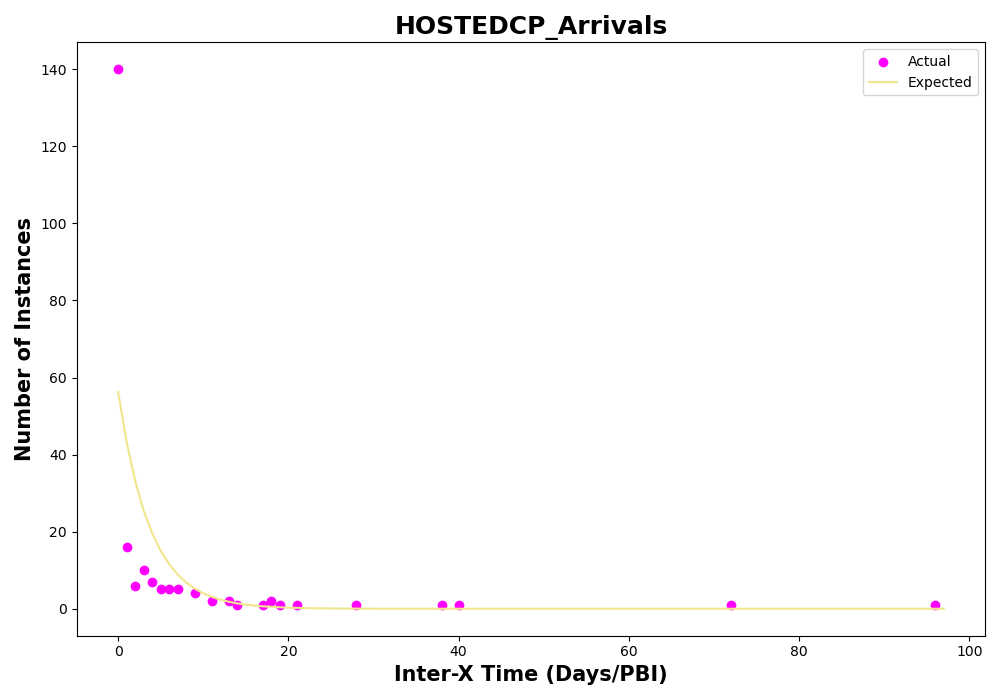 HOSTEDCP_Arrivals
Actual
Expected
Number of Instances
140
120
100
80
60
40
20
0
0 20 40 60 80 100
Inter-X Time (Days/PBI)